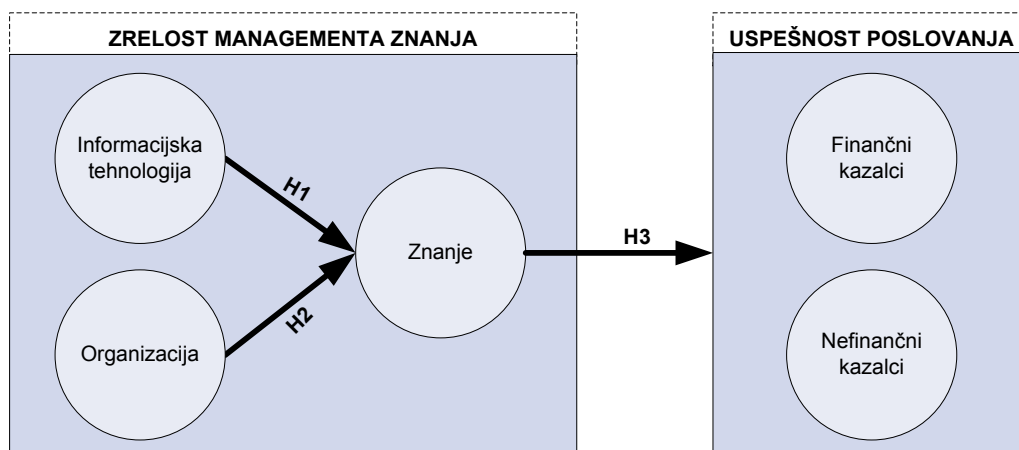 ZRELOST MANAGEMENTA ZNANJA
Informacijska
tehnologija
H1
Znanje
H2
Organizacija
H3
USPEŠNOST POSLOVANJA
Finančni
kazalci
Nefinančni
kazalci